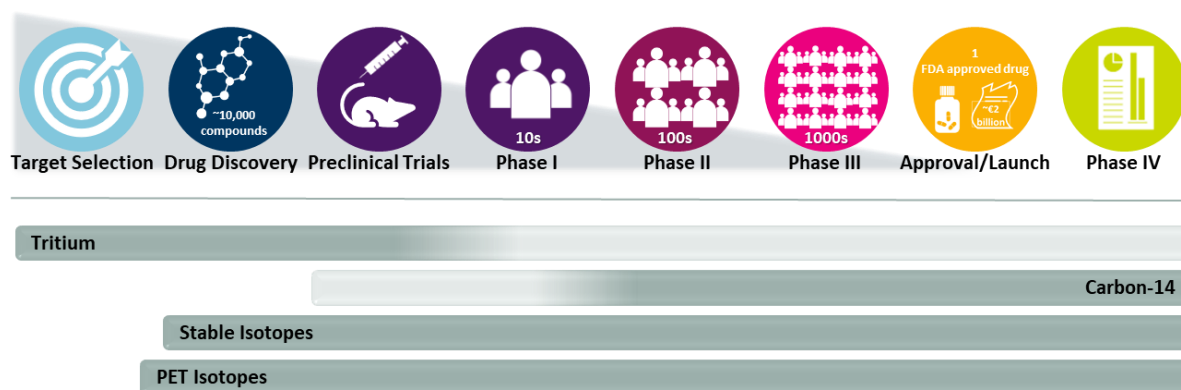 ~10,000
compounds
10s
100s
1000s
1
FDA approved drug
~€2
billion
Target Selection
Drug Discovery
Preclinical Trials
Phase I
Phase II
Phase III
Approval/Launch
Phase IV
Tritium
Carbon-14
Stable Isotopes
PET Isotopes